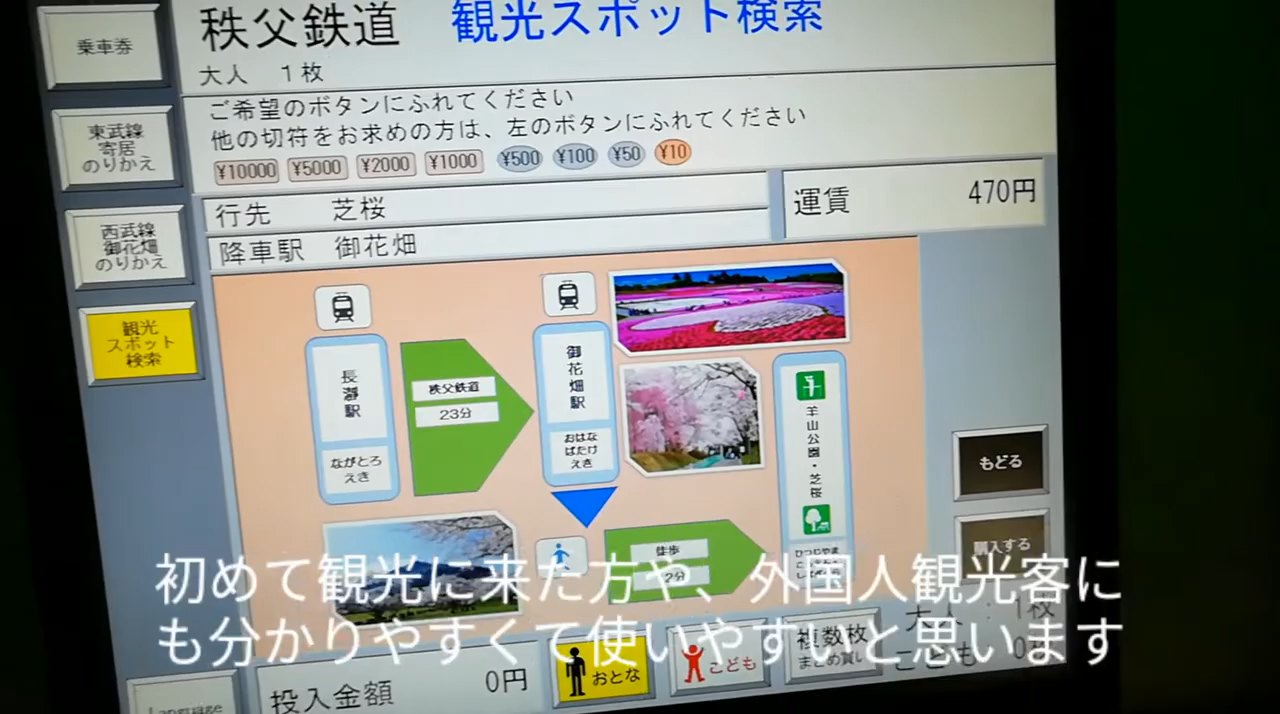 乗車券
秩父鉄道 観光スポット検索
大人 1枚
ご希望のボタンにふれてください
他の切符をお求めの方は、左のボタンにふれてください
¥10000 ¥5000 ¥2000 ¥1000 ¥500 ¥100 ¥50 ¥10
東武線
寄居
のりかえ
西武線
御花畑
のりかえ
観光
スポット
検索
行先 芝桜
運賃 470円
降車駅 御花畑
長瀞駅
ながとろ
えき
秩父鉄道
23分
御花畑駅
おはな
ばたけ
えき
羊山公園・芝桜
もどる
購入する
徒歩
2分
初めて観光に来た方や、外国人観光客に
も分かりやすくて使いやすいと思います
大人 : 1枚
こども 0枚
投入金額 0円
おとな
こども
複数枚
まとめ買い
Language